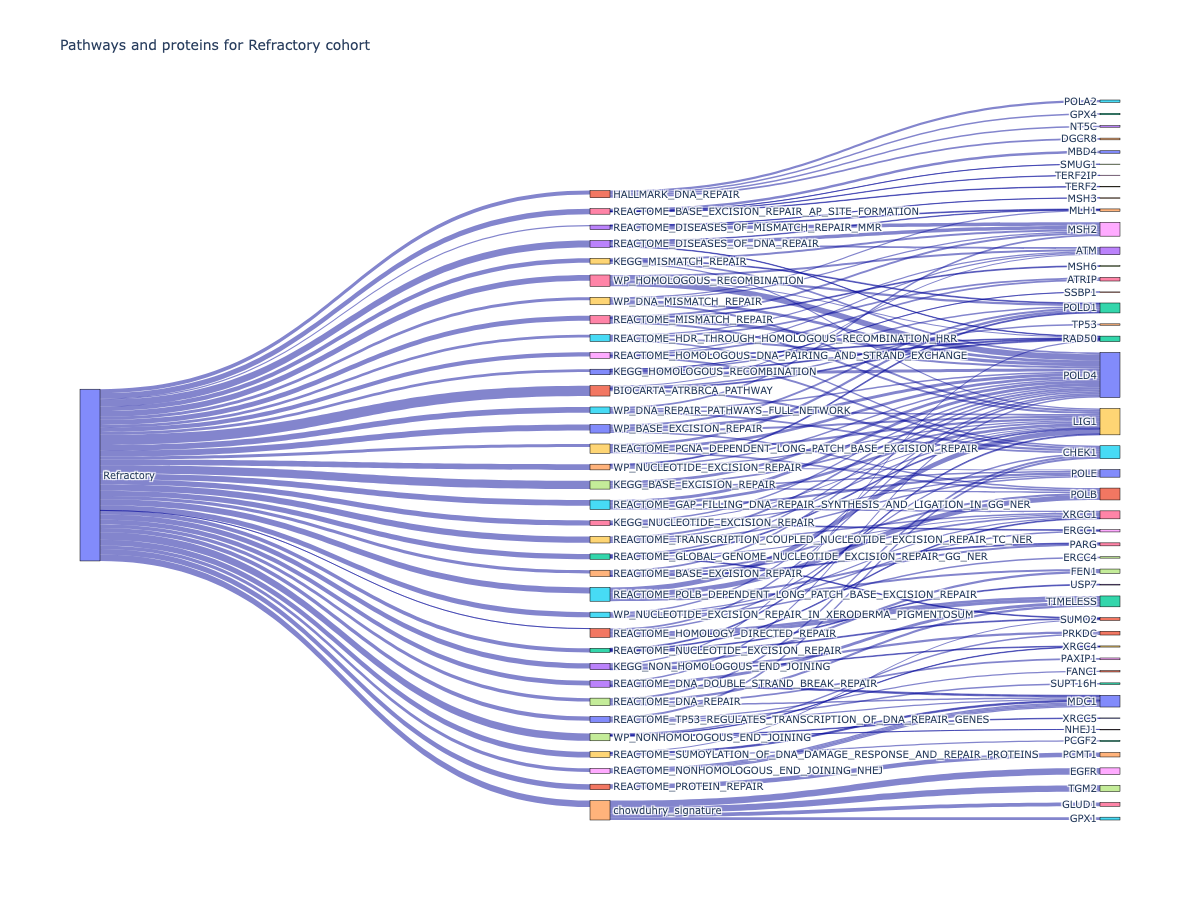 Pathways and proteins for Refractory cohort
Refractory
HALLMARK_DNA_REPAIR
REACTOME_BASE_EXCISION_REPAIR_AP_SITE-FORMATION
REACTOME_DISEASES_OF_MISMATCH_REPAIR_MMR
REACTOME_DISEASES_OF_DNA_REPAIR
KEGG_MISMATCH_REPAIR
WP_HOMOLOGOUS_RECOMBINATION
WP_DNA_MISMATCH_REPAIR
REACTOME_MISMATCH_REPAIR
REACTOME_HDR_THROUGH_HOMOLOGOUS_RECOMBINATION_HRR
REACTOME_HOMOLOGOUS_DNA_PAIRING_AND_STRAND_EXCHANGE
KEGG_HOMOLOGOUS_RECOMBINATION
BIOCARTA_ATRBRCA_PATHWAY
WP_DNA_REPAIR_PATHWAYS_FULL_NETWORK
WP_BASE_EXCISION_REPAIR
REACTOME_PCNA_DEPENDENT_LONG_PATCH_BASE_EXCISION_REPAIR
WP_NUCLEOTIDE_EXCISION_REPAIR
KEGG_BASE_EXCISION_REPAIR
REACTOME_GAP_FILLING_DNA_REPAIR_SYNTHESIS_AND_LIGATION_IN_GG_NER
KEGG_NUCLEOTIDE_EXCISION_REPAIR
REACTOME_TRANSCRIPTION_COUPLED_NUCLEOTIDE_EXCISION_REPAIR_TC_NER
REACTOME_GLOBAL_GENOME_NUCLEOTIDE_EXCISION_REPAIR_GG_NER
REACTOME_BASE_EXCISION_REPAIR
REACTOME_POLB_DEPENDENT_LONG_PATCH_BASE_EXCISION_REPAIR
WP_NUCLEOTIDE_EXCISION_REPAIR_IN_XERODERMA_PIGMENTOSUM
REACTOME_HOMOLOGY_DIRECTED_REPAIR
REACTOME_NUCLEOTIDE_EXCISION_REPAIR
KEGG_NON_HOMOLOGOUS_END_JOINING
REACTOME_DNA_DOUBLE_STRAND_BREAK_REPAIR
REACTOME_DNA_REPAIR
REACTOME_TP53_REGULATES_TRANSCRIPTION_OF_DNA_REPAIR_GENES
WP_NONHOMOLOGOUS_END_JOINING
REACTOME_SUMOYLATION_OF_DNA_DAMAGE_RESPONSE_AND_REPAIR_PROTEINS
REACTOME_NONHOMOLOGOUS_END_JOINING_NHEJ
REACTOME_PROTEIN_REPAIR
chowduhry_signature
POLA2
GPX4
NT5C
DGCR8
MBD4
SMUG1
TERF2IP
TERF2
MSH3
MLH1
MSH2
ATM
MSH6
ATRIP
SSBP1
POLD1
TP53
RAD50
POLD4
LIG1
CHEK1
POLE
POLB
XRCC1
ERCC1
PARG
ERCC4
FEN1
USP7
TIMELESS
SUMO2
PRKDC
XRCC4
PAXIP1
FANCI
SUPT16H
MDC1
XRCC5
NHEJ1
PCGF2
PCMT1
EGFR
TGM2
GLUD1
GPX1